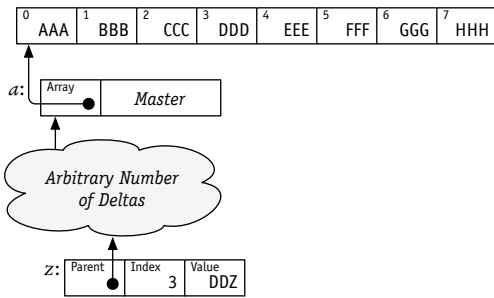 0 1 2 3 4 5 6 7
AAA BBB CCC DDD EEE FFF GGG HHH
a: Array Master
Arbitrary Number
of Deltas
z: Parent Index Value
3 DDZ